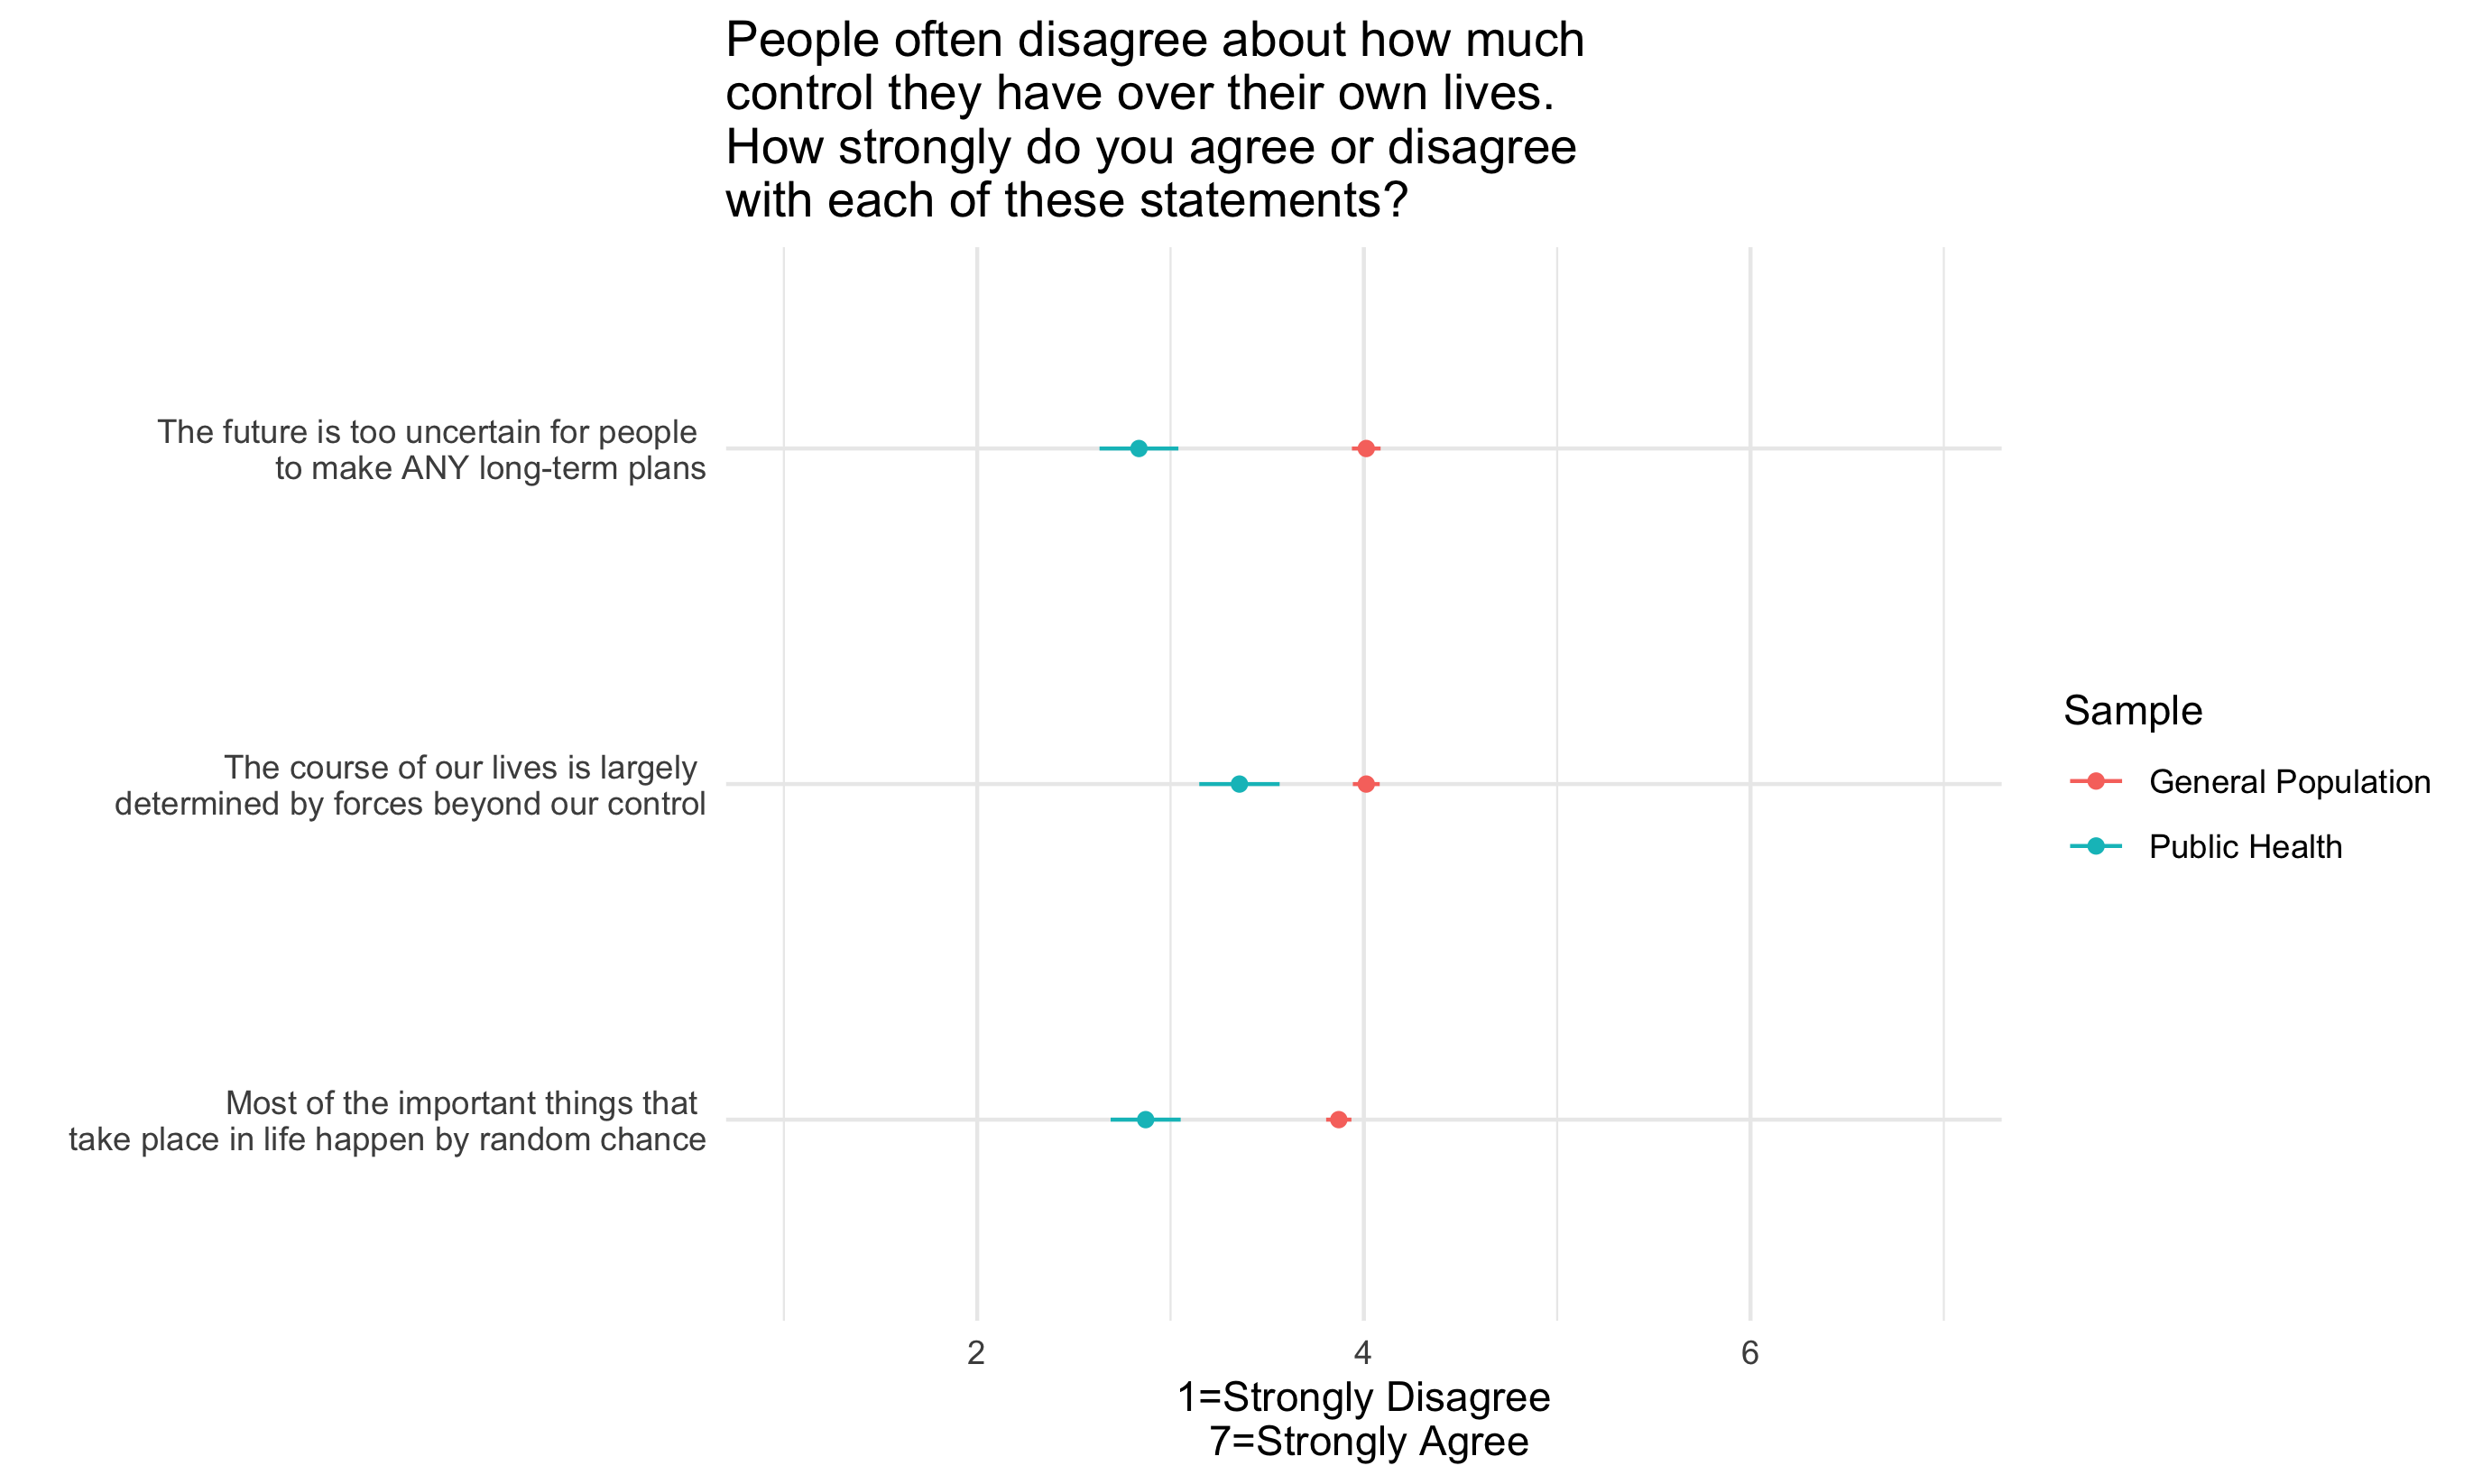 People often disagree about how much
control they have over their own lives.
How strongly do you agree or disagree
with each of these statements?
The future is too uncertain for people
to make ANY long-term plans
The course of our lives is largely
determined by forces beyond our control
Most of the important things that
take place in life happen by random chance
2
4
6
1=Strongly Disagree
7=Strongly Agree
Sample
General Population
Public Health